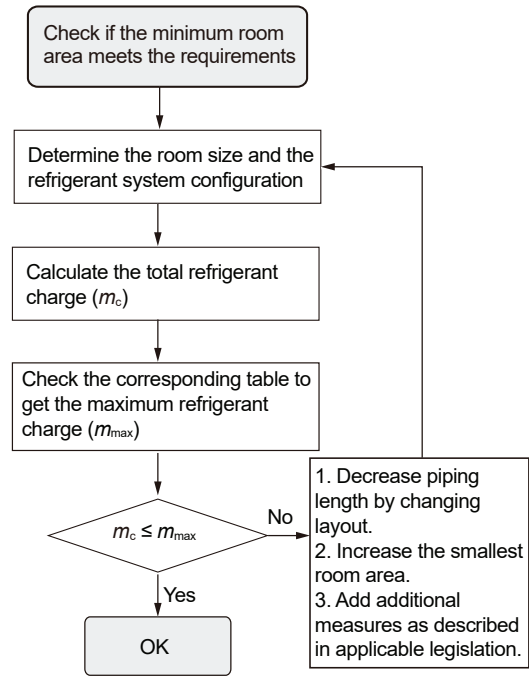 Check if the minimum room
area meets the requirements
Determine the room size and the
refrigerant system configuration
Calculate the total refrigerant
charge (mc)
Check the corresponding table to
get the maximum refrigerant
charge (mmax)
mc ≤ mmax
No
Yes
OK
1. Decrease piping
length by changing
layout.
2. Increase the smallest
room area.
3. Add additional
measures as described
in applicable legislation.